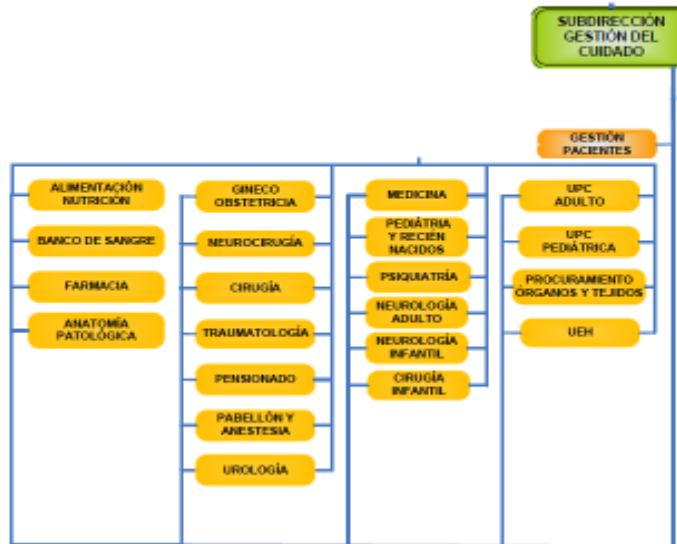 SUBDIRECCIÓN
GESTIÓN DEL
CUIDADO
GESTIÓN
PACIENTES
ALIMENTACIÓN
NUTRICIÓN
BANCO DE SANGRE
FARMACIA
ANATOMÍA
PATOLÓGICA
GINECO
OBSTETRICIA
NEUROCIRUGÍA
CIRUGÍA
TRAUMATOLOGÍA
PENSIONADO
PABELLÓN Y
ANESTESIA
UROLOGÍA
MEDICINA
PEDIÁTRIA
Y RECIÉN
NACIDOS
PSIQUIATRÍA
NEUROLOGÍA
ADULTO
NEUROLOGÍA
INFANTIL
CIRUGÍA
INFANTIL
UPC
ADULTO
UPC
PEDIÁTRICA
PROCURAMIENTO
ÓRGANOS Y TEJIDOS
UEH